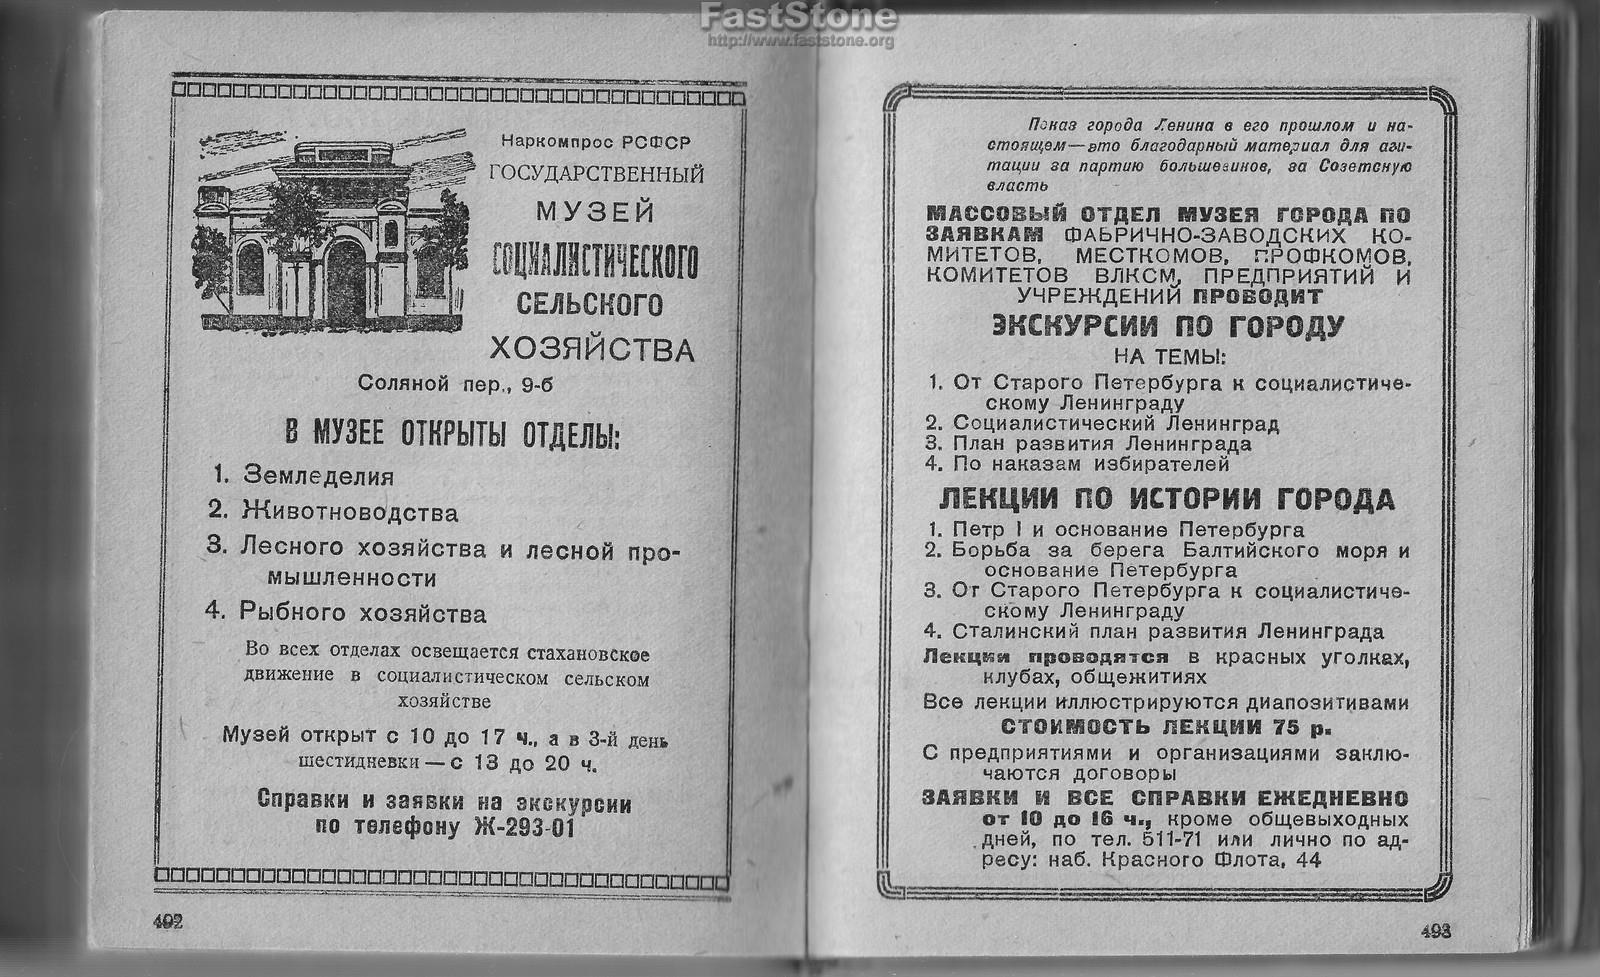 FastStone
http://www.faststone.org
Наркомпрос РСФСР
ГОСУДАРСТВЕННЫЙ
МУЗЕЙ
СОЦИАЛИСТИЧЕСКОГО
СЕЛЬСКОГО
ХОЗЯЙСТВА
Соляной пер., 9-б
В МУЗЕЕ ОТКРЫТЫ ОТДЕЛЫ:
1. Земледелия
2. Животноводства
3. Лесного хозяйства и лесной про-
мышленности
4. Рыбного хозяйства
Во всех отделах освещается стахановское
движение в социалистическом сельском
хозяйстве
Музей открыт с 10 до 17 ч., а в 3-й день
шестидневки — с 13 до 20 ч.
Справки и заявки на экскурсии
по телефону Ж-293-01
492
Показ города Ленина в его прошлом и на-
стоящем—это благодарный материал для аги-
тации за партию большевиков, за Советскую
власть
МАССОВЫЙ ОТДЕЛ МУЗЕЯ ГОРОДА ПО
ЗАЯВКАМ ФАБРИЧНО-ЗАВОДСКИХ КО-
МИТЕТОВ, МЕСТКОМОВ, ПРОФКОМОВ,
КОМИТЕТОВ ВЛКСМ, ПРЕДПРИЯТИЙ И
УЧРЕЖДЕНИЙ ПРОВОДИТ
ЭКСКУРСИИ ПО ГОРОДУ
НА ТЕМЫ:
1. От Старого Петербурга к социалистиче-
скому Ленинграду
2. Социалистический Ленинград
3. План развития Ленинграда
4. По наказам избирателей
ЛЕКЦИИ ПО ИСТОРИИ ГОРОДА
1. Петр I и основание Петербурга
2. Борьба за берега Балтийского моря и
основание Петербурга
3. От Старого Петербурга к социалистиче-
скому Ленинграду
4. Сталинский план развития Ленинграда
Лекции проводятся в красных уголках,
клубах, общежитиях
Все лекции иллюстрируются диапозитивами
СТОИМОСТЬ ЛЕКЦИИ 75 р.
С предприятиями и организациями заклю-
чаются договоры
ЗАЯВКИ И ВСЕ СПРАВКИ ЕЖЕДНЕВНО
от 10 до 16 ч., кроме общевыходных
дней, по тел. 511-71 или лично по ад-
ресу: наб. Красного Флота, 44
493